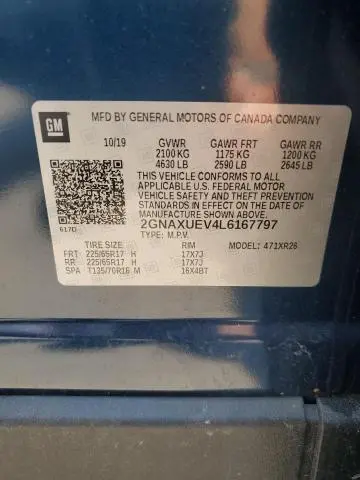 GM
MFD BY GENERAL MOTORS OF CANADA COMPANY
10/19 GVWR GAWR FRT GAWR RR
2100 KG 1175 KG 1200 KG
4630 LB 2590 LB 2645 LB
THIS VEHICLE CONFORMS TO ALL
APPLICABLE U.S. FEDERAL MOTOR
VEHICLE SAFETY AND THEFT PREVENTION
STANDARDS IN EFFECT ON THE DATE OF
MANUFACTURE SHOWN ABOVE.
617D 2GNAXUEV4L6167797
TYPE: M.P.V.
TIRE SIZE RIM MODEL: 471XR26
FRT 225/65R17 H 17X7J
RR 225/65R17 H 17X7J
SPA T135/70R16 M 16X4BT